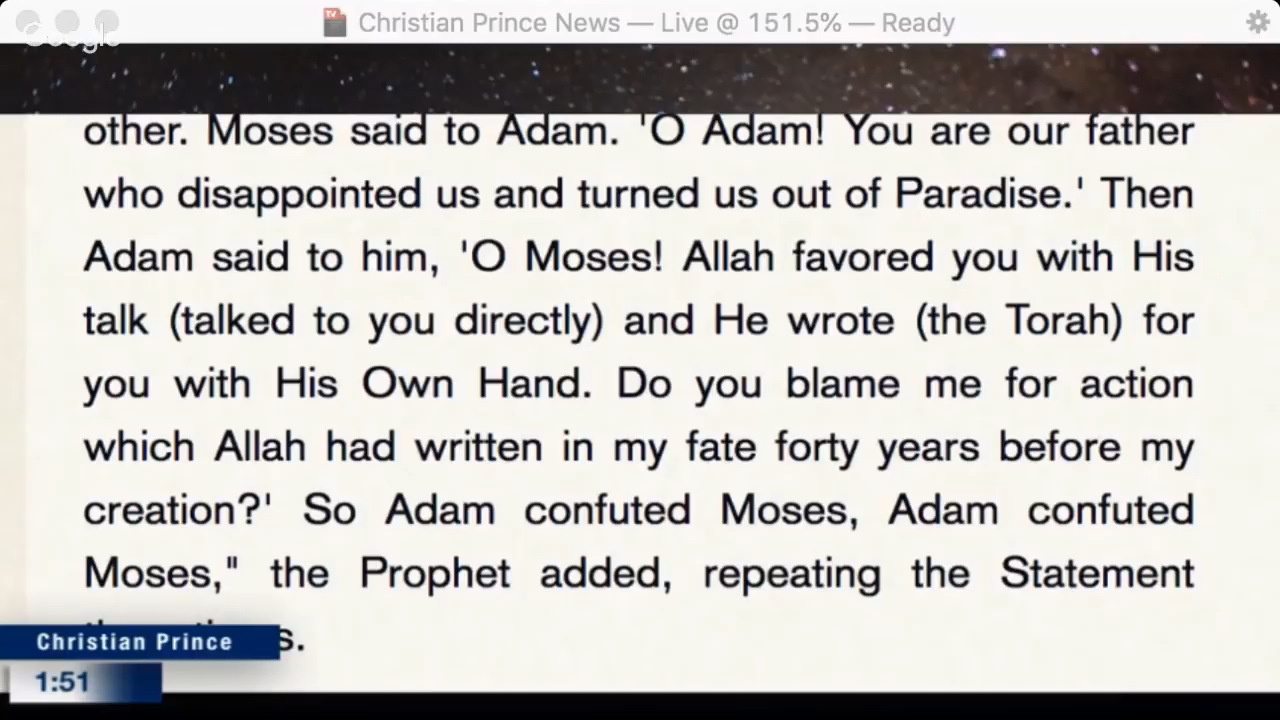 Christian Prince News — Live @ 151.5% — Ready
Google
other. Moses said to Adam. 'O Adam! You are our father
who disappointed us and turned us out of Paradise.' Then
Adam said to him, 'O Moses! Allah favored you with His
talk (talked to you directly) and He wrote (the Torah) for
you with His Own Hand. Do you blame me for action
which Allah had written in my fate forty years before my
creation?' So Adam confuted Moses, Adam confuted
Moses," the Prophet added, repeating the Statement
Christian Prince
1:51